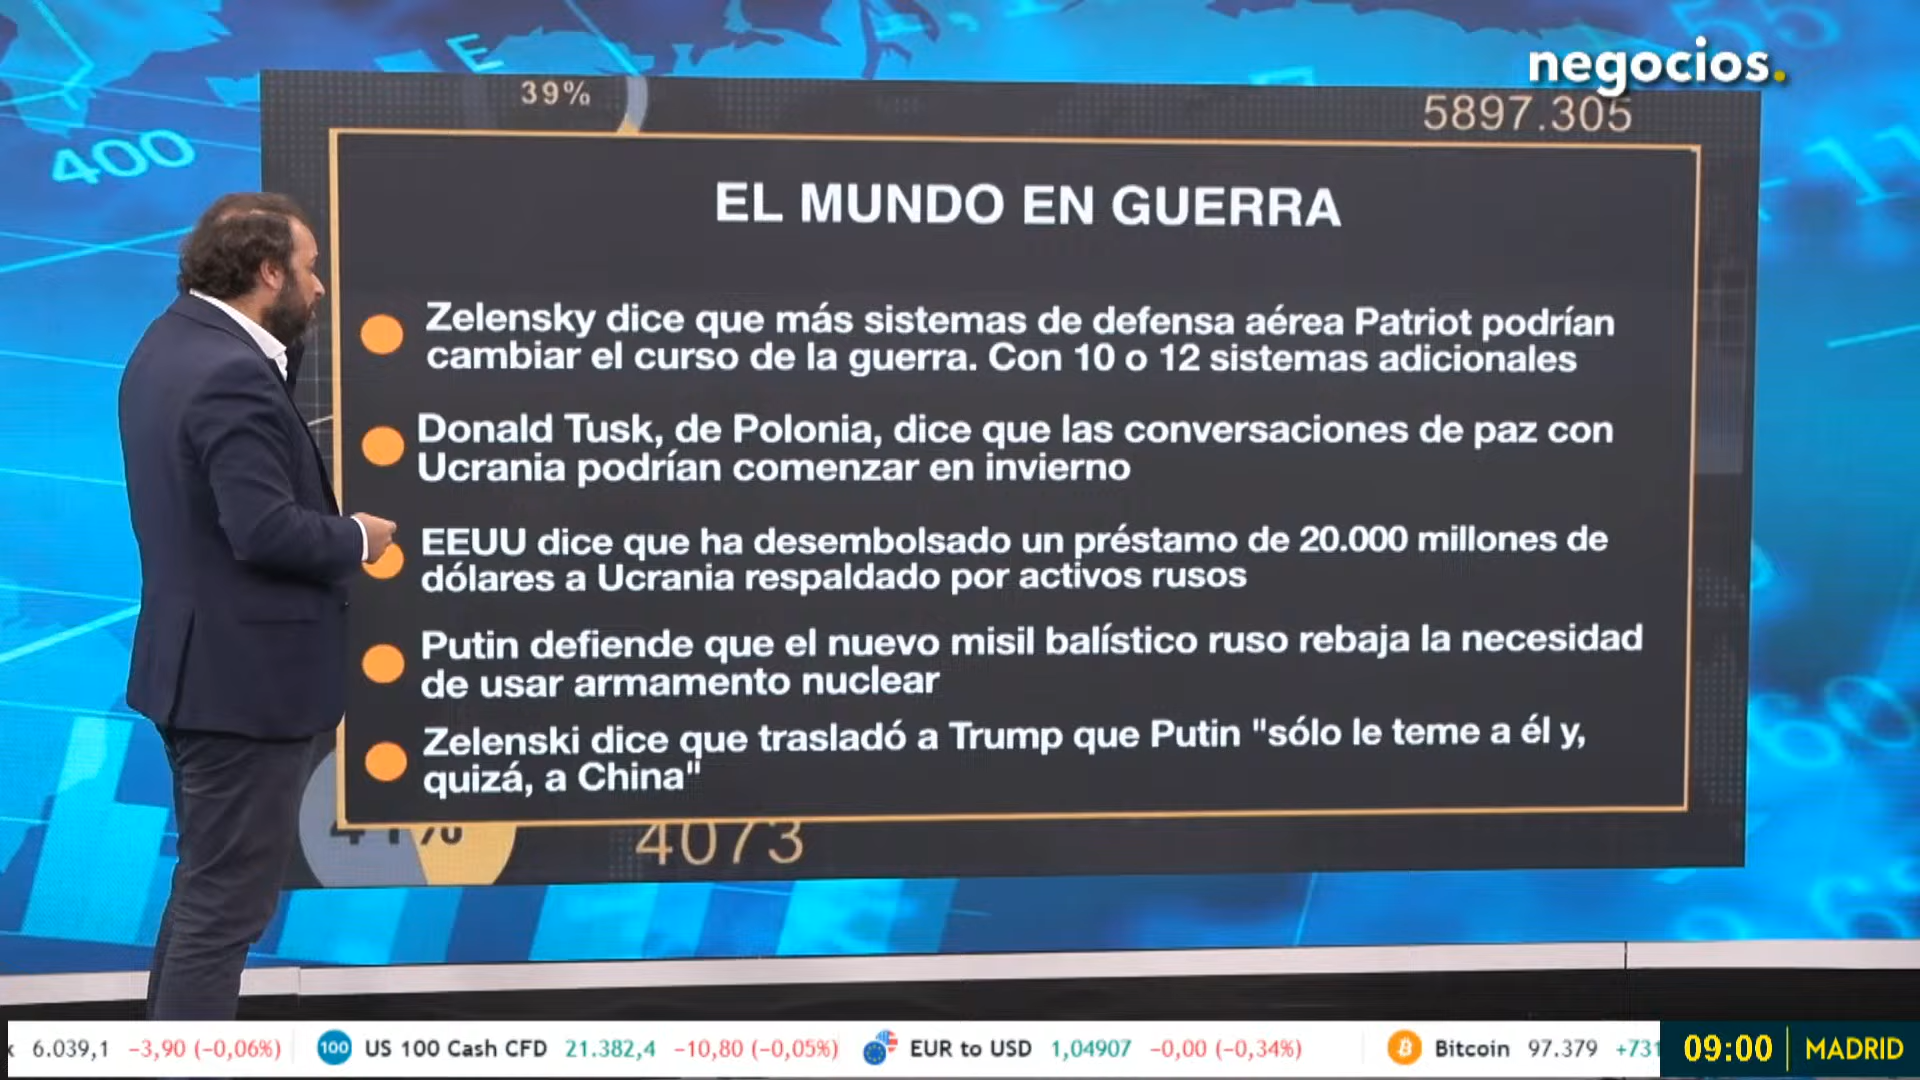 E
400
39%
negocios.
5897.305
EL MUNDO EN GUERRA
Zelensky dice que más sistemas de defensa aérea Patriot podrían
cambiar el curso de la guerra. Con 10 o 12 sistemas adicionales
Donald Tusk, de Polonia, dice que las conversaciones de paz con
Ucrania podrían comenzar en invierno
EEUU dice que ha desembolsado un préstamo de 20.000 millones de
dólares a Ucrania respaldado por activos rusos
Putin defiende que el nuevo misil balístico ruso rebaja la necesidad
de usar armamento nuclear
Zelenski dice que trasladó a Trump que Putin "sólo le teme a él y,
quizá, a China"
41%
4073
6.039,1 −3,90 (−0,06%) 100 US 100 Cash CFD 21.382,4 −10,80 (−0,05%) EUR to USD 1,04907 −0,00 (−0,34%) Bitcoin 97.379 +731 09:00 MADRID